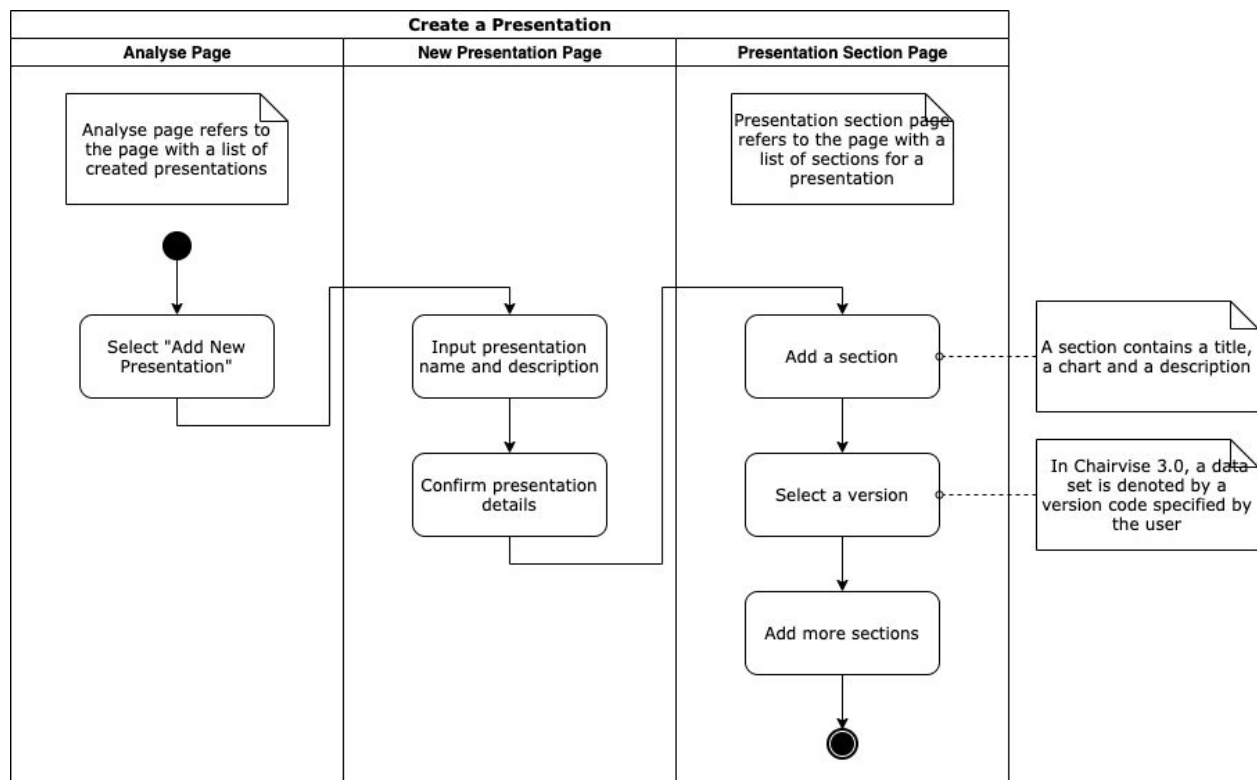 Create a Presentation
Analyse Page
New Presentation Page
Presentation Section Page
Analyse page refers to
the page with a list of
created presentations
Presentation section page
refers to the page with a
list of sections for a
presentation
Select "Add New
Presentation"
Input presentation
name and description
Confirm presentation
details
Add a section
A section contains a title,
a chart and a description
Select a version
In Chairvise 3.0, a data
set is denoted by a
version code specified by
the user
Add more sections